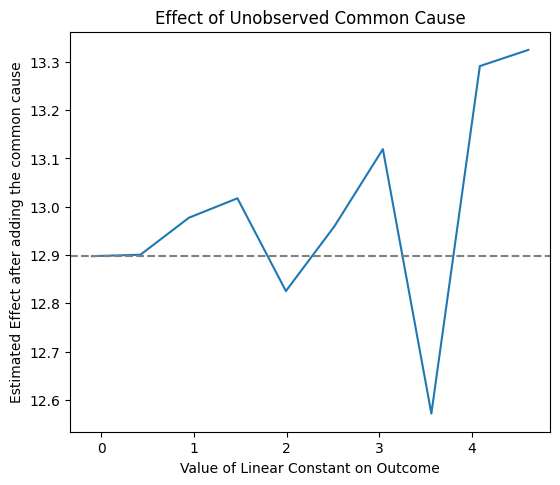 Effect of Unobserved Common Cause
Estimated Effect after adding the common cause
13.3
13.2
13.1
13.0
12.9
12.8
12.7
12.6
0 1 2 3 4
Value of Linear Constant on Outcome